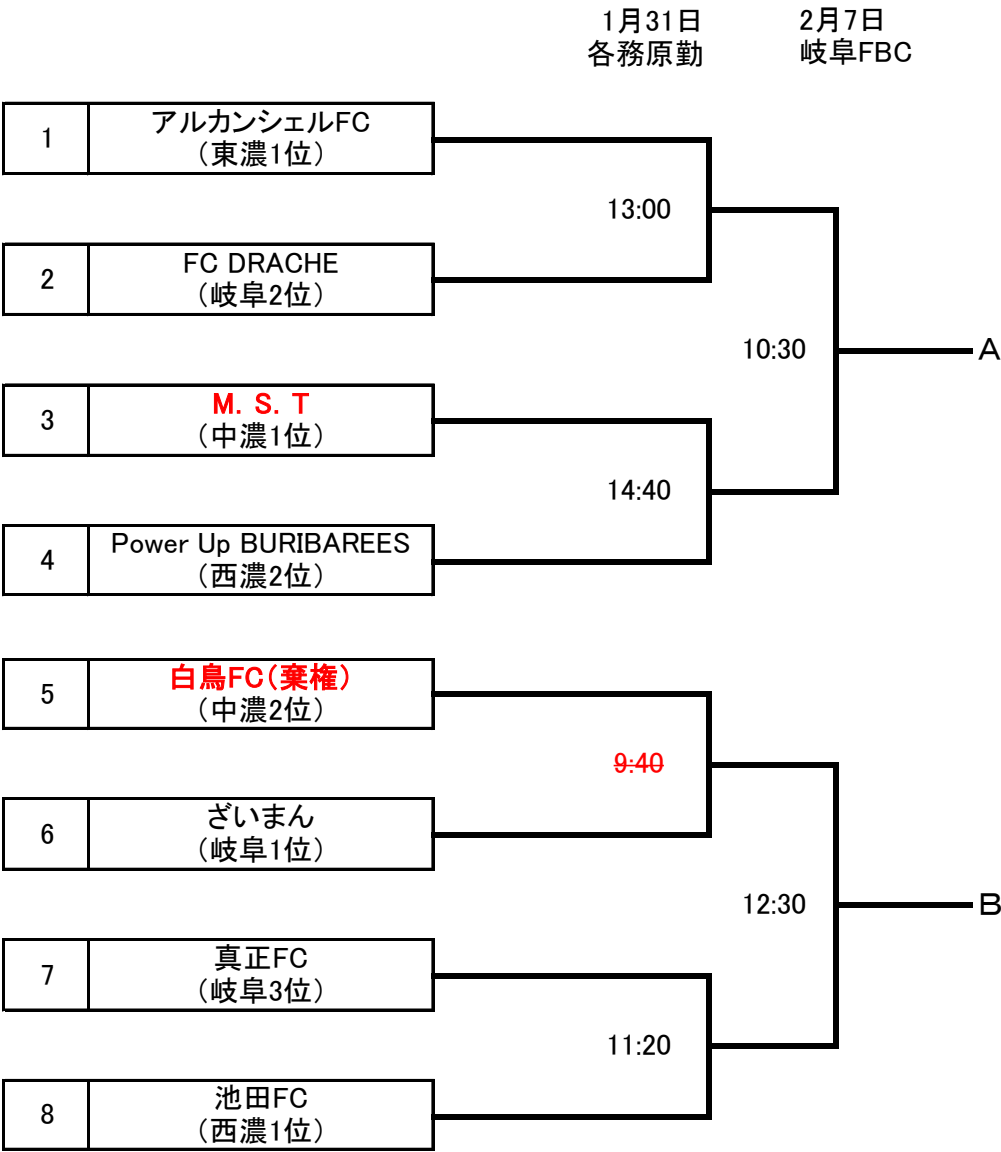 1月31日
各務原勤
2月7日
岐阜FBC
1
アルカンシェルFC
（東濃1位）
13:00
2
FC DRACHE
（岐阜2位）
10:30
A
3
M．S．T
（中濃1位）
14:40
4
Power Up BURIBAREES
（西濃2位）
5
白鳥FC（棄権）
（中濃2位）
9:40
6
ざいまん
（岐阜1位）
12:30
B
7
真正FC
（岐阜3位）
11:20
8
池田FC
（西濃1位）